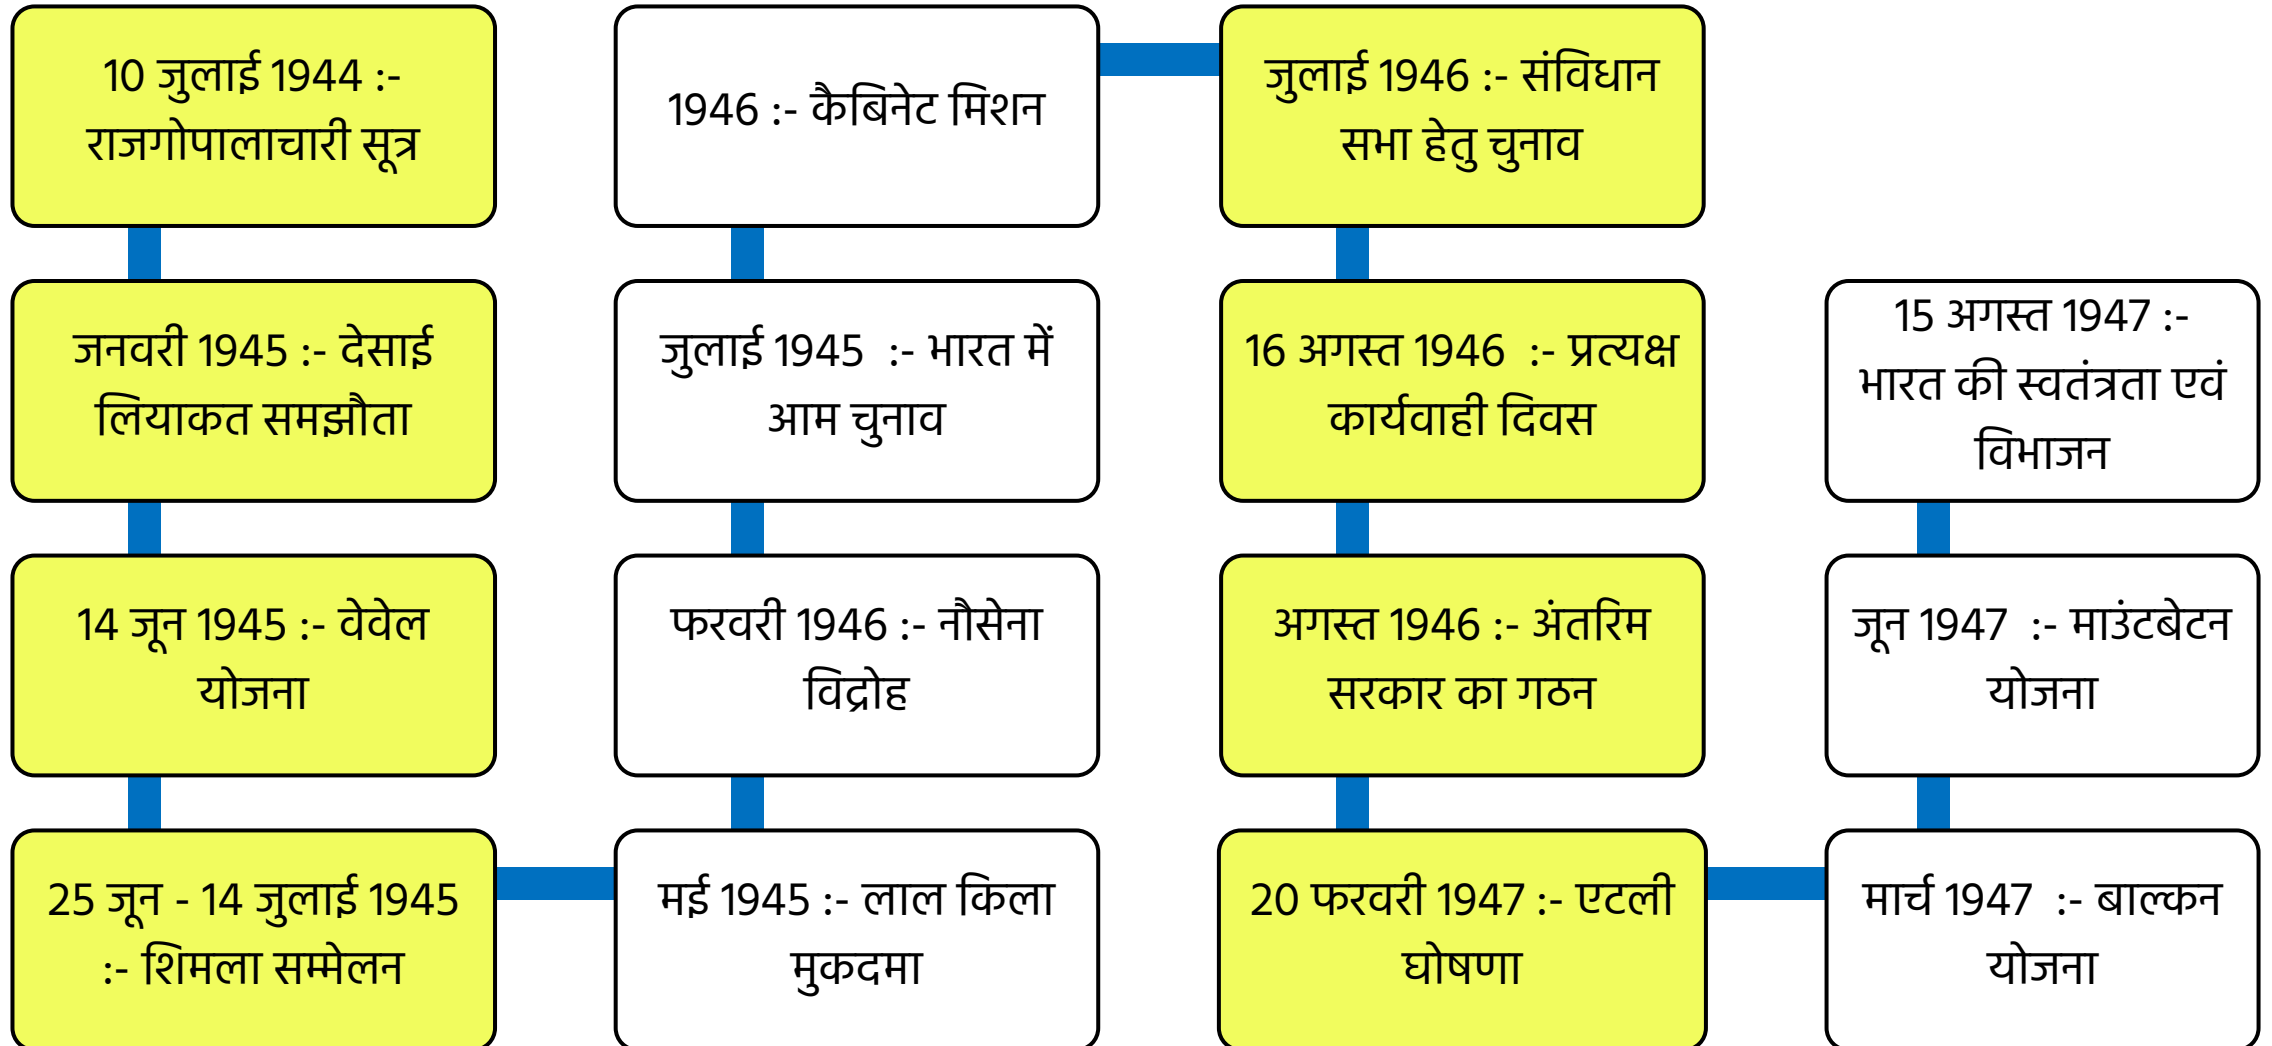 10 जुलाई 1944 :-
राजगोपालाचारी सूत्र
जनवरी 1945 :- देसाई
लियाकत समझौता
14 जून 1945 :- वेवेल
योजना
25 जून - 14 जुलाई 1945
:- शिमला सम्मेलन
मई 1945 :- लाल किला
मुकदमा
फरवरी 1946 :- नौसेना
विद्रोह
जुलाई 1945 :- भारत में
आम चुनाव
1946 :- कैबिनेट मिशन
जुलाई 1946 :- संविधान
सभा हेतु चुनाव
16 अगस्त 1946 :- प्रत्यक्ष
कार्यवाही दिवस
अगस्त 1946 :- अंतरिम
सरकार का गठन
20 फरवरी 1947 :- एटली
घोषणा
मार्च 1947 :- बाल्कन
योजना
जून 1947 :- माउंटबेटन
योजना
15 अगस्त 1947 :-
भारत की स्वतंत्रता एवं
विभाजन